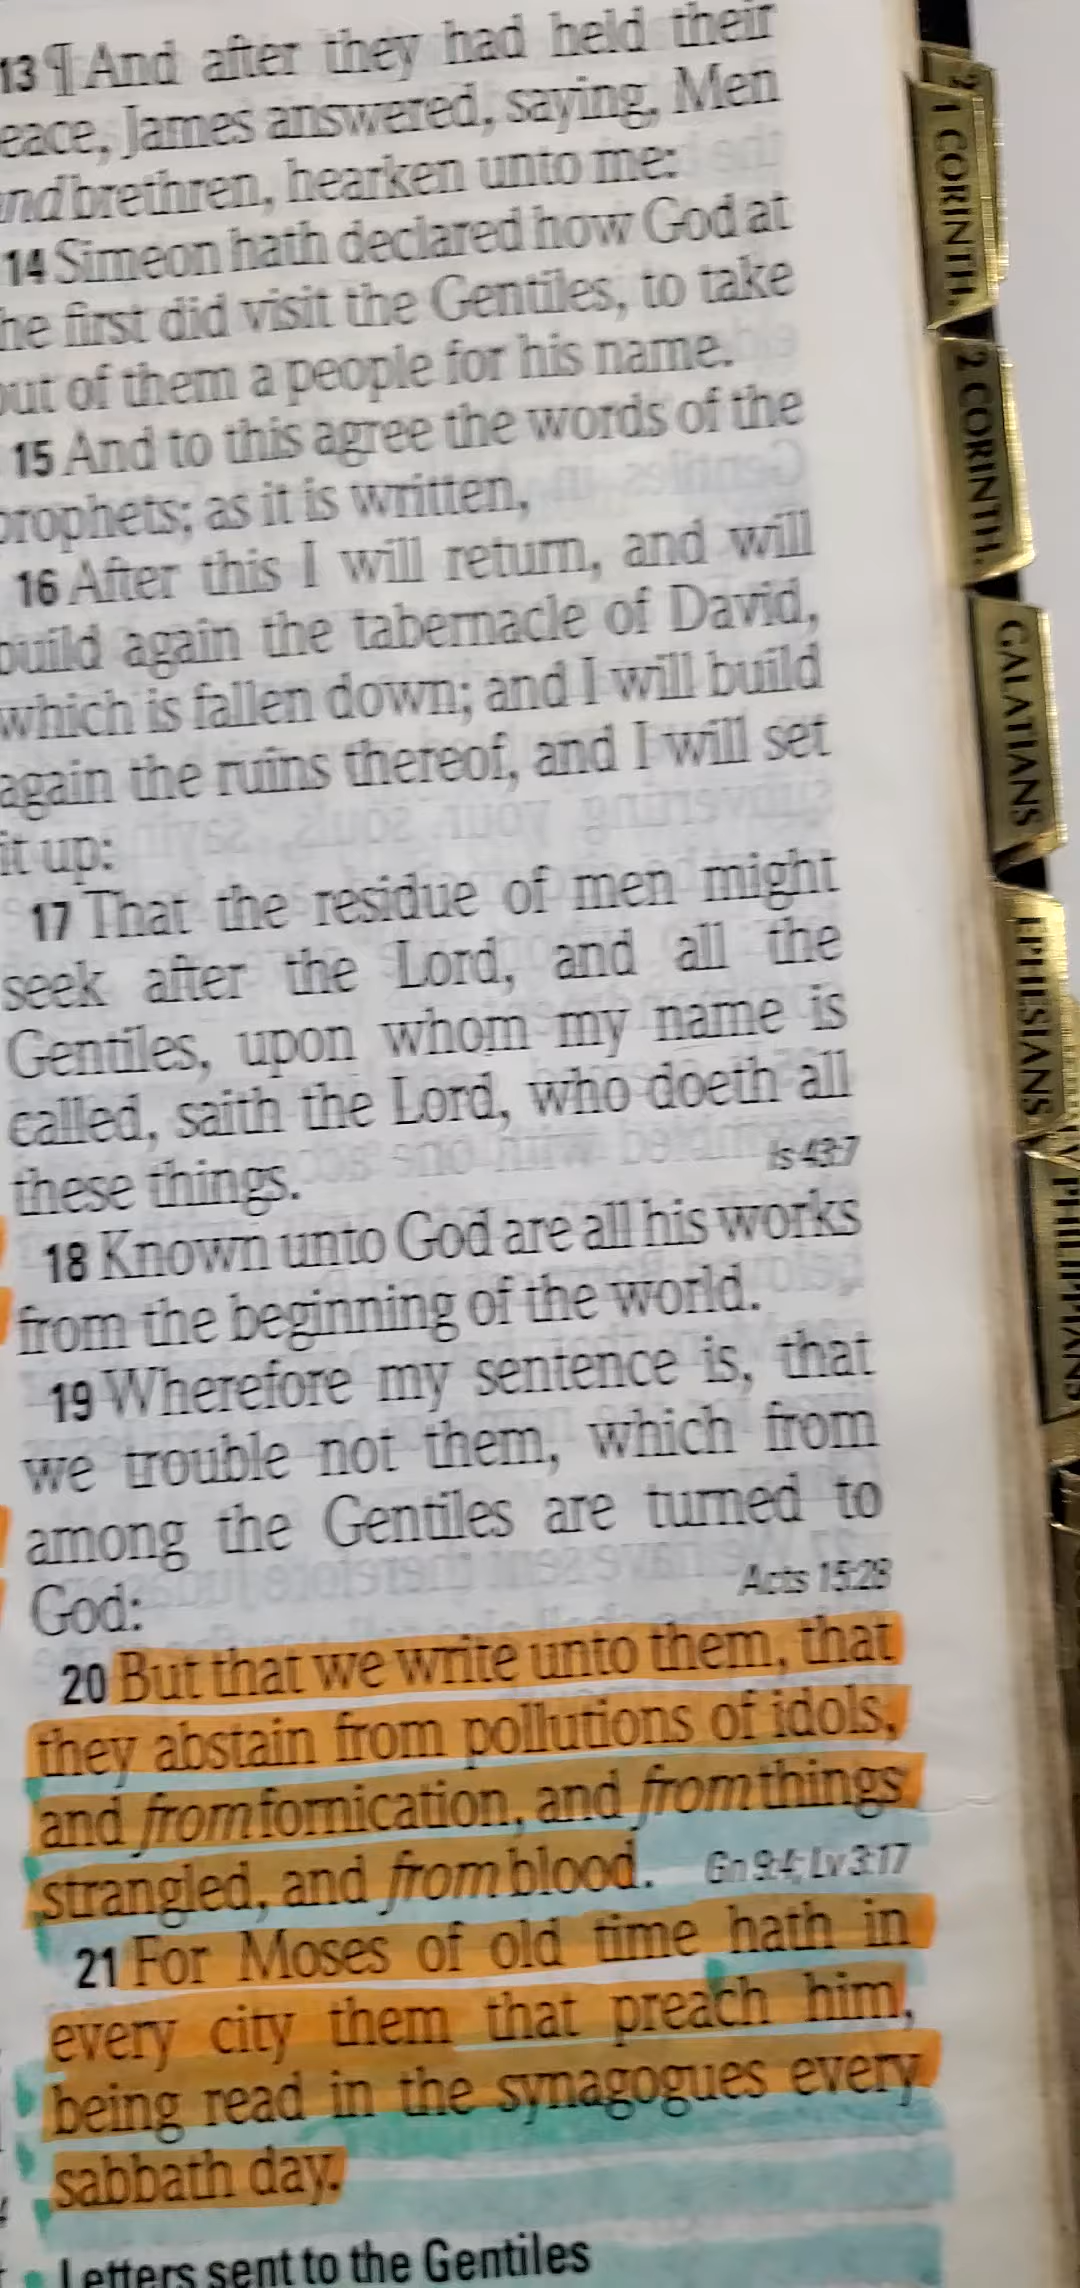 13 ¶ And after they had held their
eace, James answered, saying, Men
nd brethren, hearken unto me:
14 Simeon hath declared how God at
he first did visit the Gentiles, to take
out of them a people for his name.
15 And to this agree the words of the
prophets; as it is written,
16 After this I will return, and will
build again the tabernacle of David,
which is fallen down; and I will build
again the ruins thereof, and I will set
it up:
17 That the residue of men might
seek after the Lord, and all the
Gentiles, upon whom my name is
called, saith the Lord, who doeth all
these things. Is 43:7
18 Known unto God are all his works
from the beginning of the world.
19 Wherefore my sentence is, that
we trouble not them, which from
among the Gentiles are turned to
God: Acts 15:28
20 But that we write unto them, that
they abstain from pollutions of idols,
and from fornication, and from things
strangled, and from blood. Gn 9:4; Lv 3:17
21 For Moses of old time hath in
every city them that preach him,
being read in the synagogues every
sabbath day.
Letters sent to the Gentiles
1 CORINTH.
2 CORINTH.
GALATIANS
EPHESIANS
PHILIPPIANS